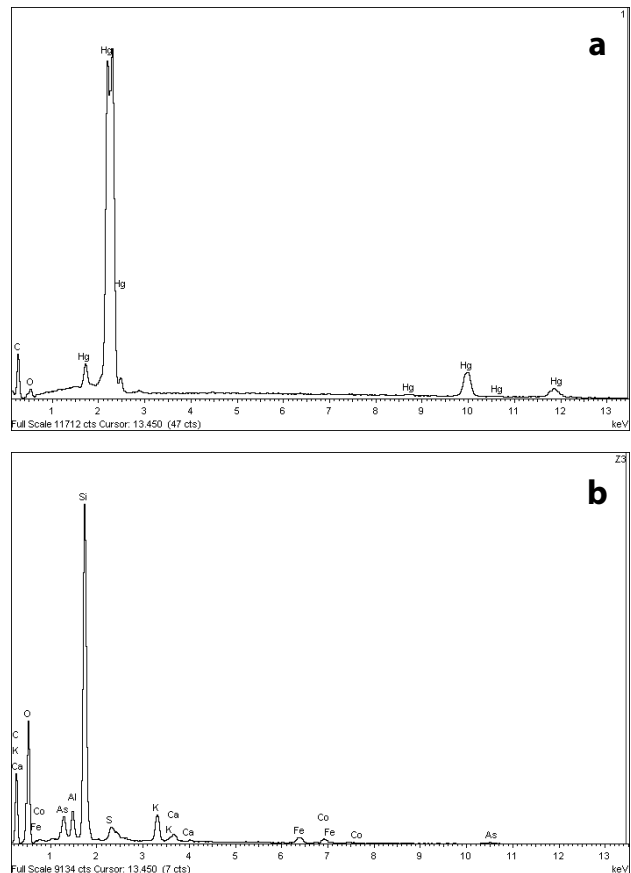 1
a
Hg
Hg
Hg
C
O
Hg
Hg
Hg
Hg
1 2 3 4 5 6 7 8 9 10 11 12 13
Full Scale 11712 cts Cursor: 13.450 (47 cts)
keV
Z3
b
Si
O
C
K
Ca
Co
Fe
As
Al
S
K
Ca
K
Ca
Co
Fe
Fe
Co
As
1 2 3 4 5 6 7 8 9 10 11 12 13
Full Scale 9134 cts Cursor: 13.450 (7 cts)
keV